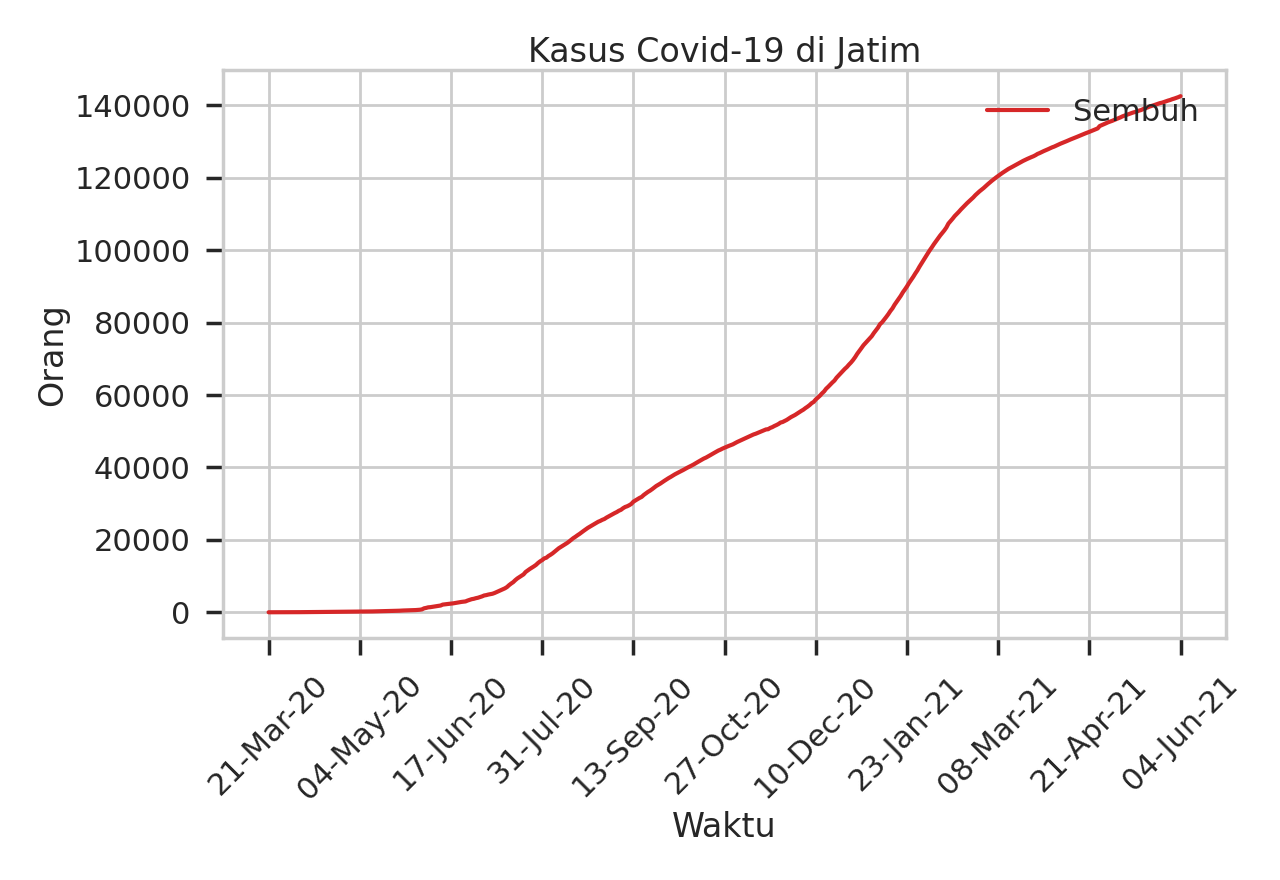 Kasus Covid-19 di Jatim
Sembuh
140000
120000
100000
80000
60000
40000
20000
0
Orang
21-Mar-20
04-May-20
17-Jun-20
31-Jul-20
13-Sep-20
27-Oct-20
10-Dec-20
23-Jan-21
08-Mar-21
21-Apr-21
04-Jun-21
Waktu